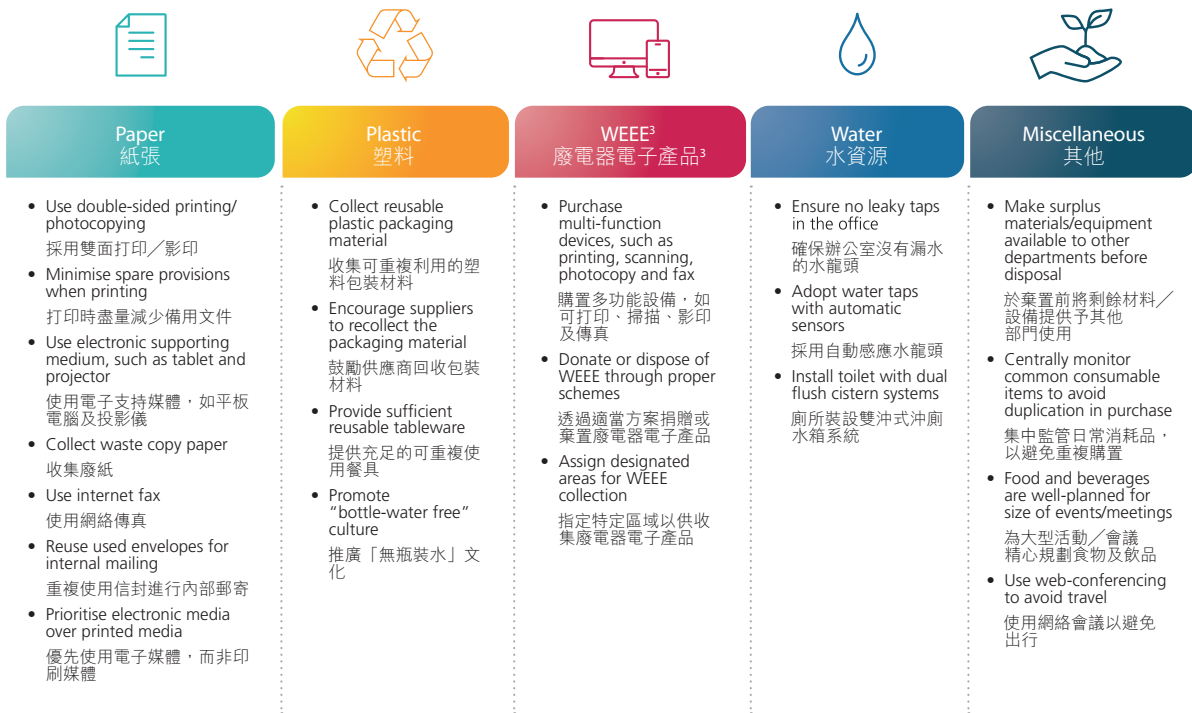 Paper
紙張
• Use double-sided printing/
photocopying
採用雙面打印／影印
• Minimise spare provisions
when printing
打印時盡量減少備用文件
• Use electronic supporting
medium, such as tablet and
projector
使用電子支持媒體，如平板
電腦及投影儀
• Collect waste copy paper
收集廢紙
• Use internet fax
使用網絡傳真
• Reuse used envelopes for
internal mailing
重複使用信封進行內部郵寄
• Prioritise electronic media
over printed media
優先使用電子媒體，而非印
刷媒體
Plastic
塑料
• Collect reusable
plastic packaging
material
收集可重複利用的塑
料包裝材料
• Encourage suppliers
to recollect the
packaging material
鼓勵供應商回收包裝
材料
• Provide sufficient
reusable tableware
提供充足的可重複使
用餐具
• Promote
“bottle-water free”
culture
推廣「無瓶裝水」文
化
WEEE³
廢電器電子產品³
• Purchase
multi-function
devices, such as
printing, scanning,
photocopy and fax
購置多功能設備，如
可打印、掃描、影印
及傳真
• Donate or dispose of
WEEE through proper
schemes
透過適當方案捐贈或
棄置廢電器電子產品
• Assign designated
areas for WEEE
collection
指定特定區域以供收
集廢電器電子產品
Water
水資源
• Ensure no leaky taps
in the office
確保辦公室沒有漏水
的水龍頭
• Adopt water taps
with automatic
sensors
採用自動感應水龍頭
• Install toilet with dual
flush cistern systems
廁所裝設雙沖式沖廁
水箱系統
Miscellaneous
其他
• Make surplus
materials/equipment
available to other
departments before
disposal
於棄置前將剩餘材料／
設備提供予其他
部門使用
• Centrally monitor
common consumable
items to avoid
duplication in purchase
集中監管日常消耗品，
以避免重複購置
• Food and beverages
are well-planned for
size of events/meetings
為大型活動／會議
精心規劃食物及飲品
• Use web-conferencing
to avoid travel
使用網絡會議以避免
出行